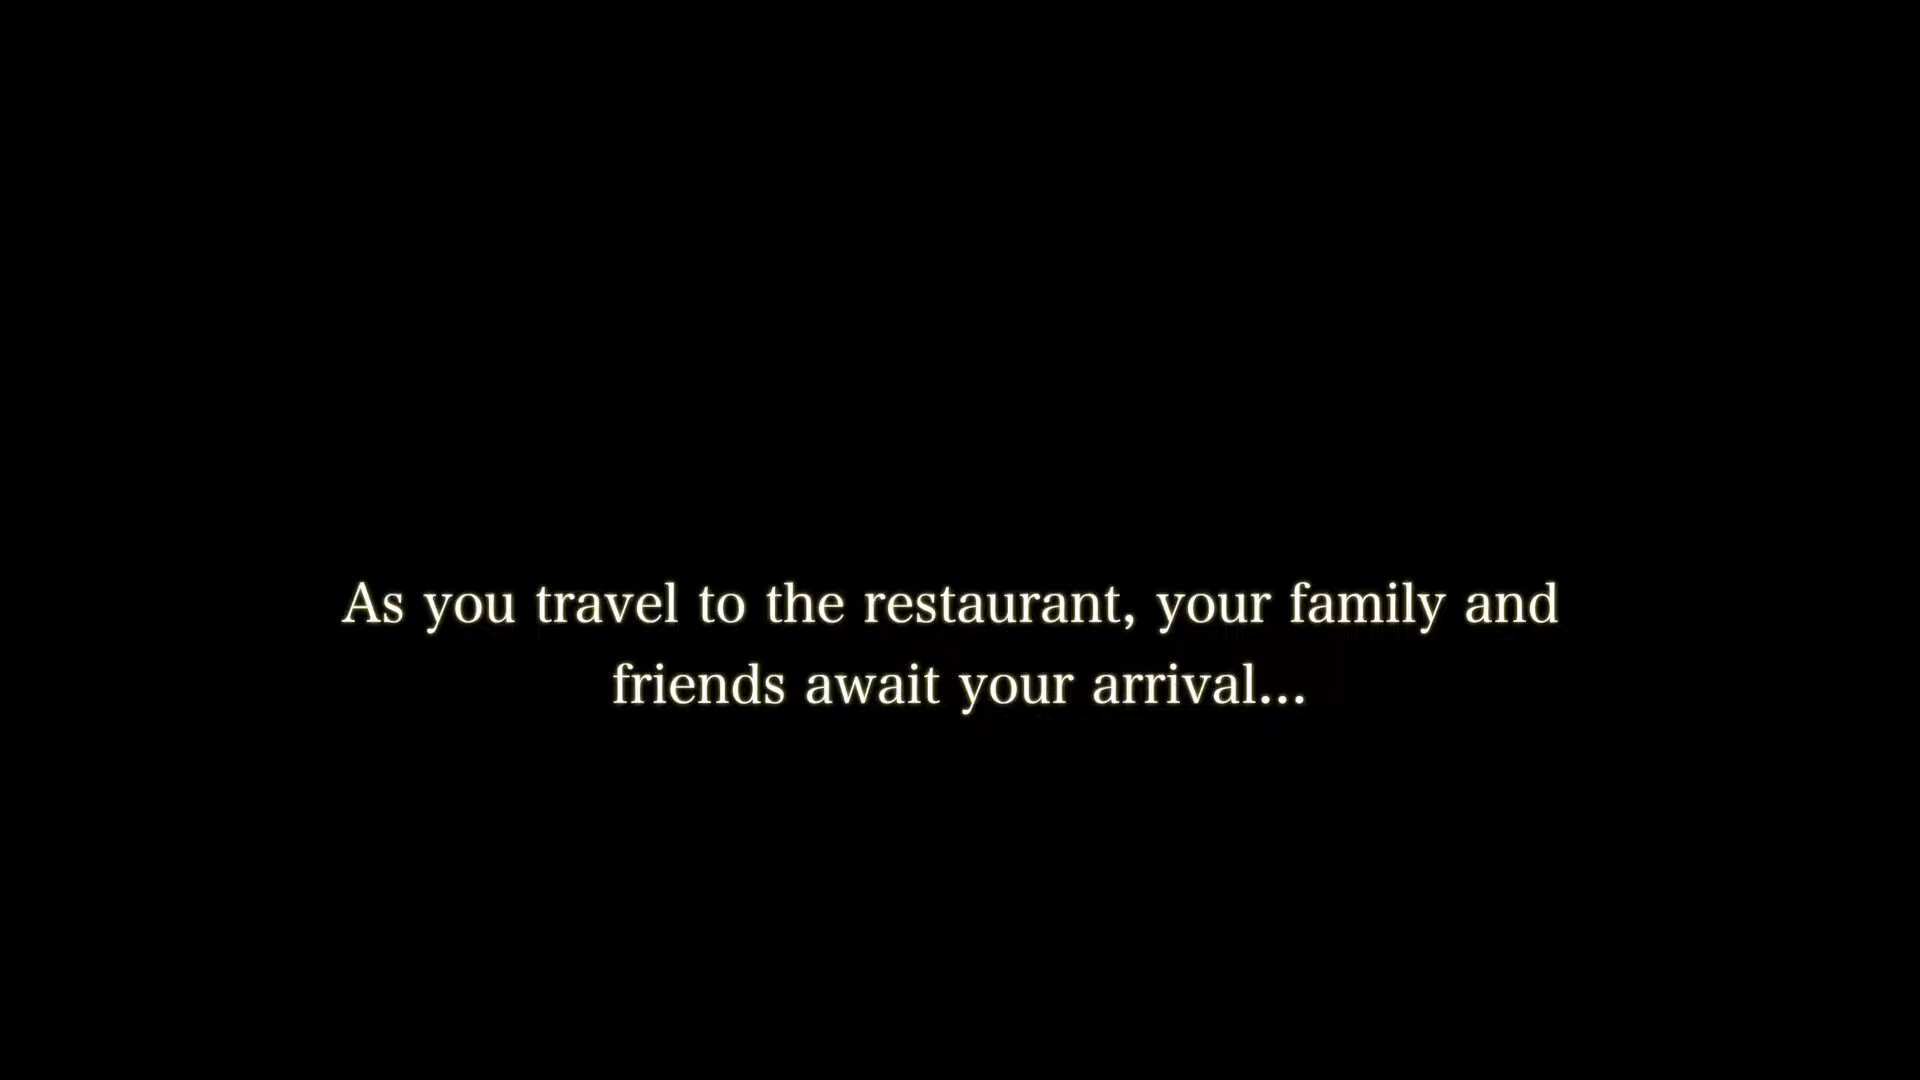 As you travel to the restaurant, your family and
friends await your arrival...